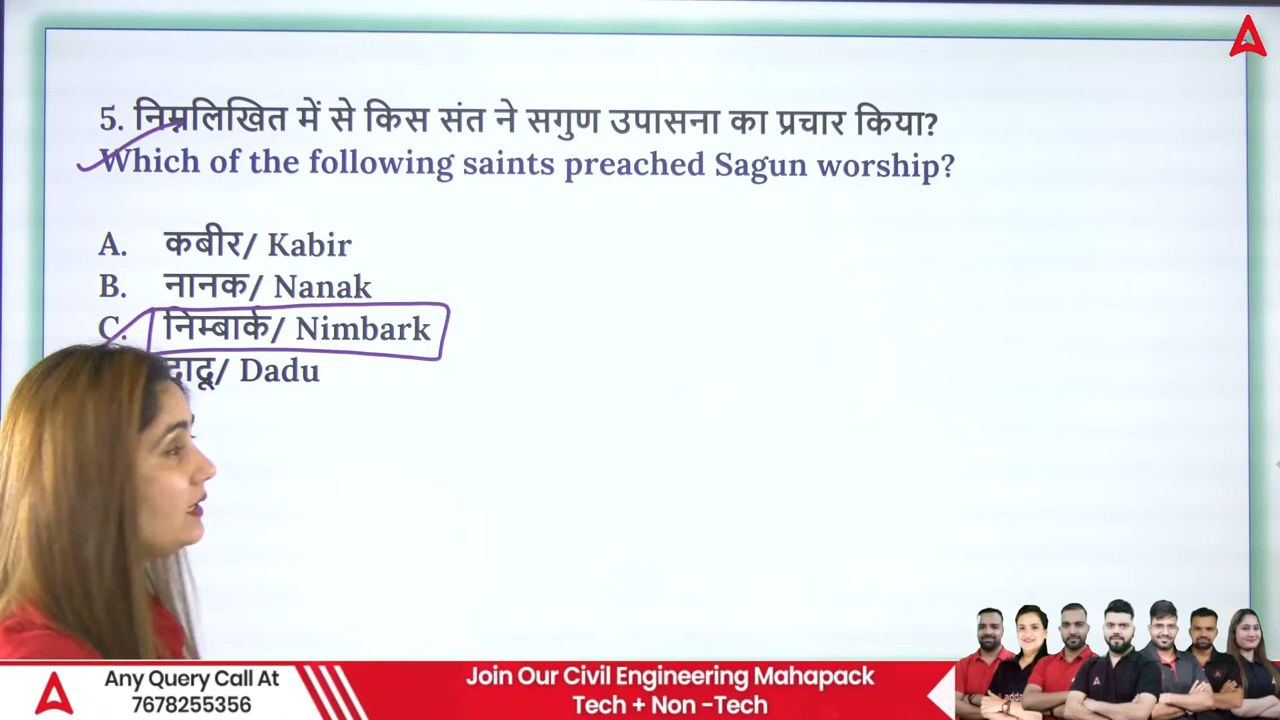 5. निम्नलिखित में से किस संत ने सगुण उपासना का प्रचार किया?
Which of the following saints preached Sagun worship?
A. कबीर/ Kabir
B. नानक/ Nanak
C. निम्बार्क/ Nimbark
दादू/ Dadu
Any Query Call At
7678255356
Join Our Civil Engineering Mahapack
Tech + Non -Tech